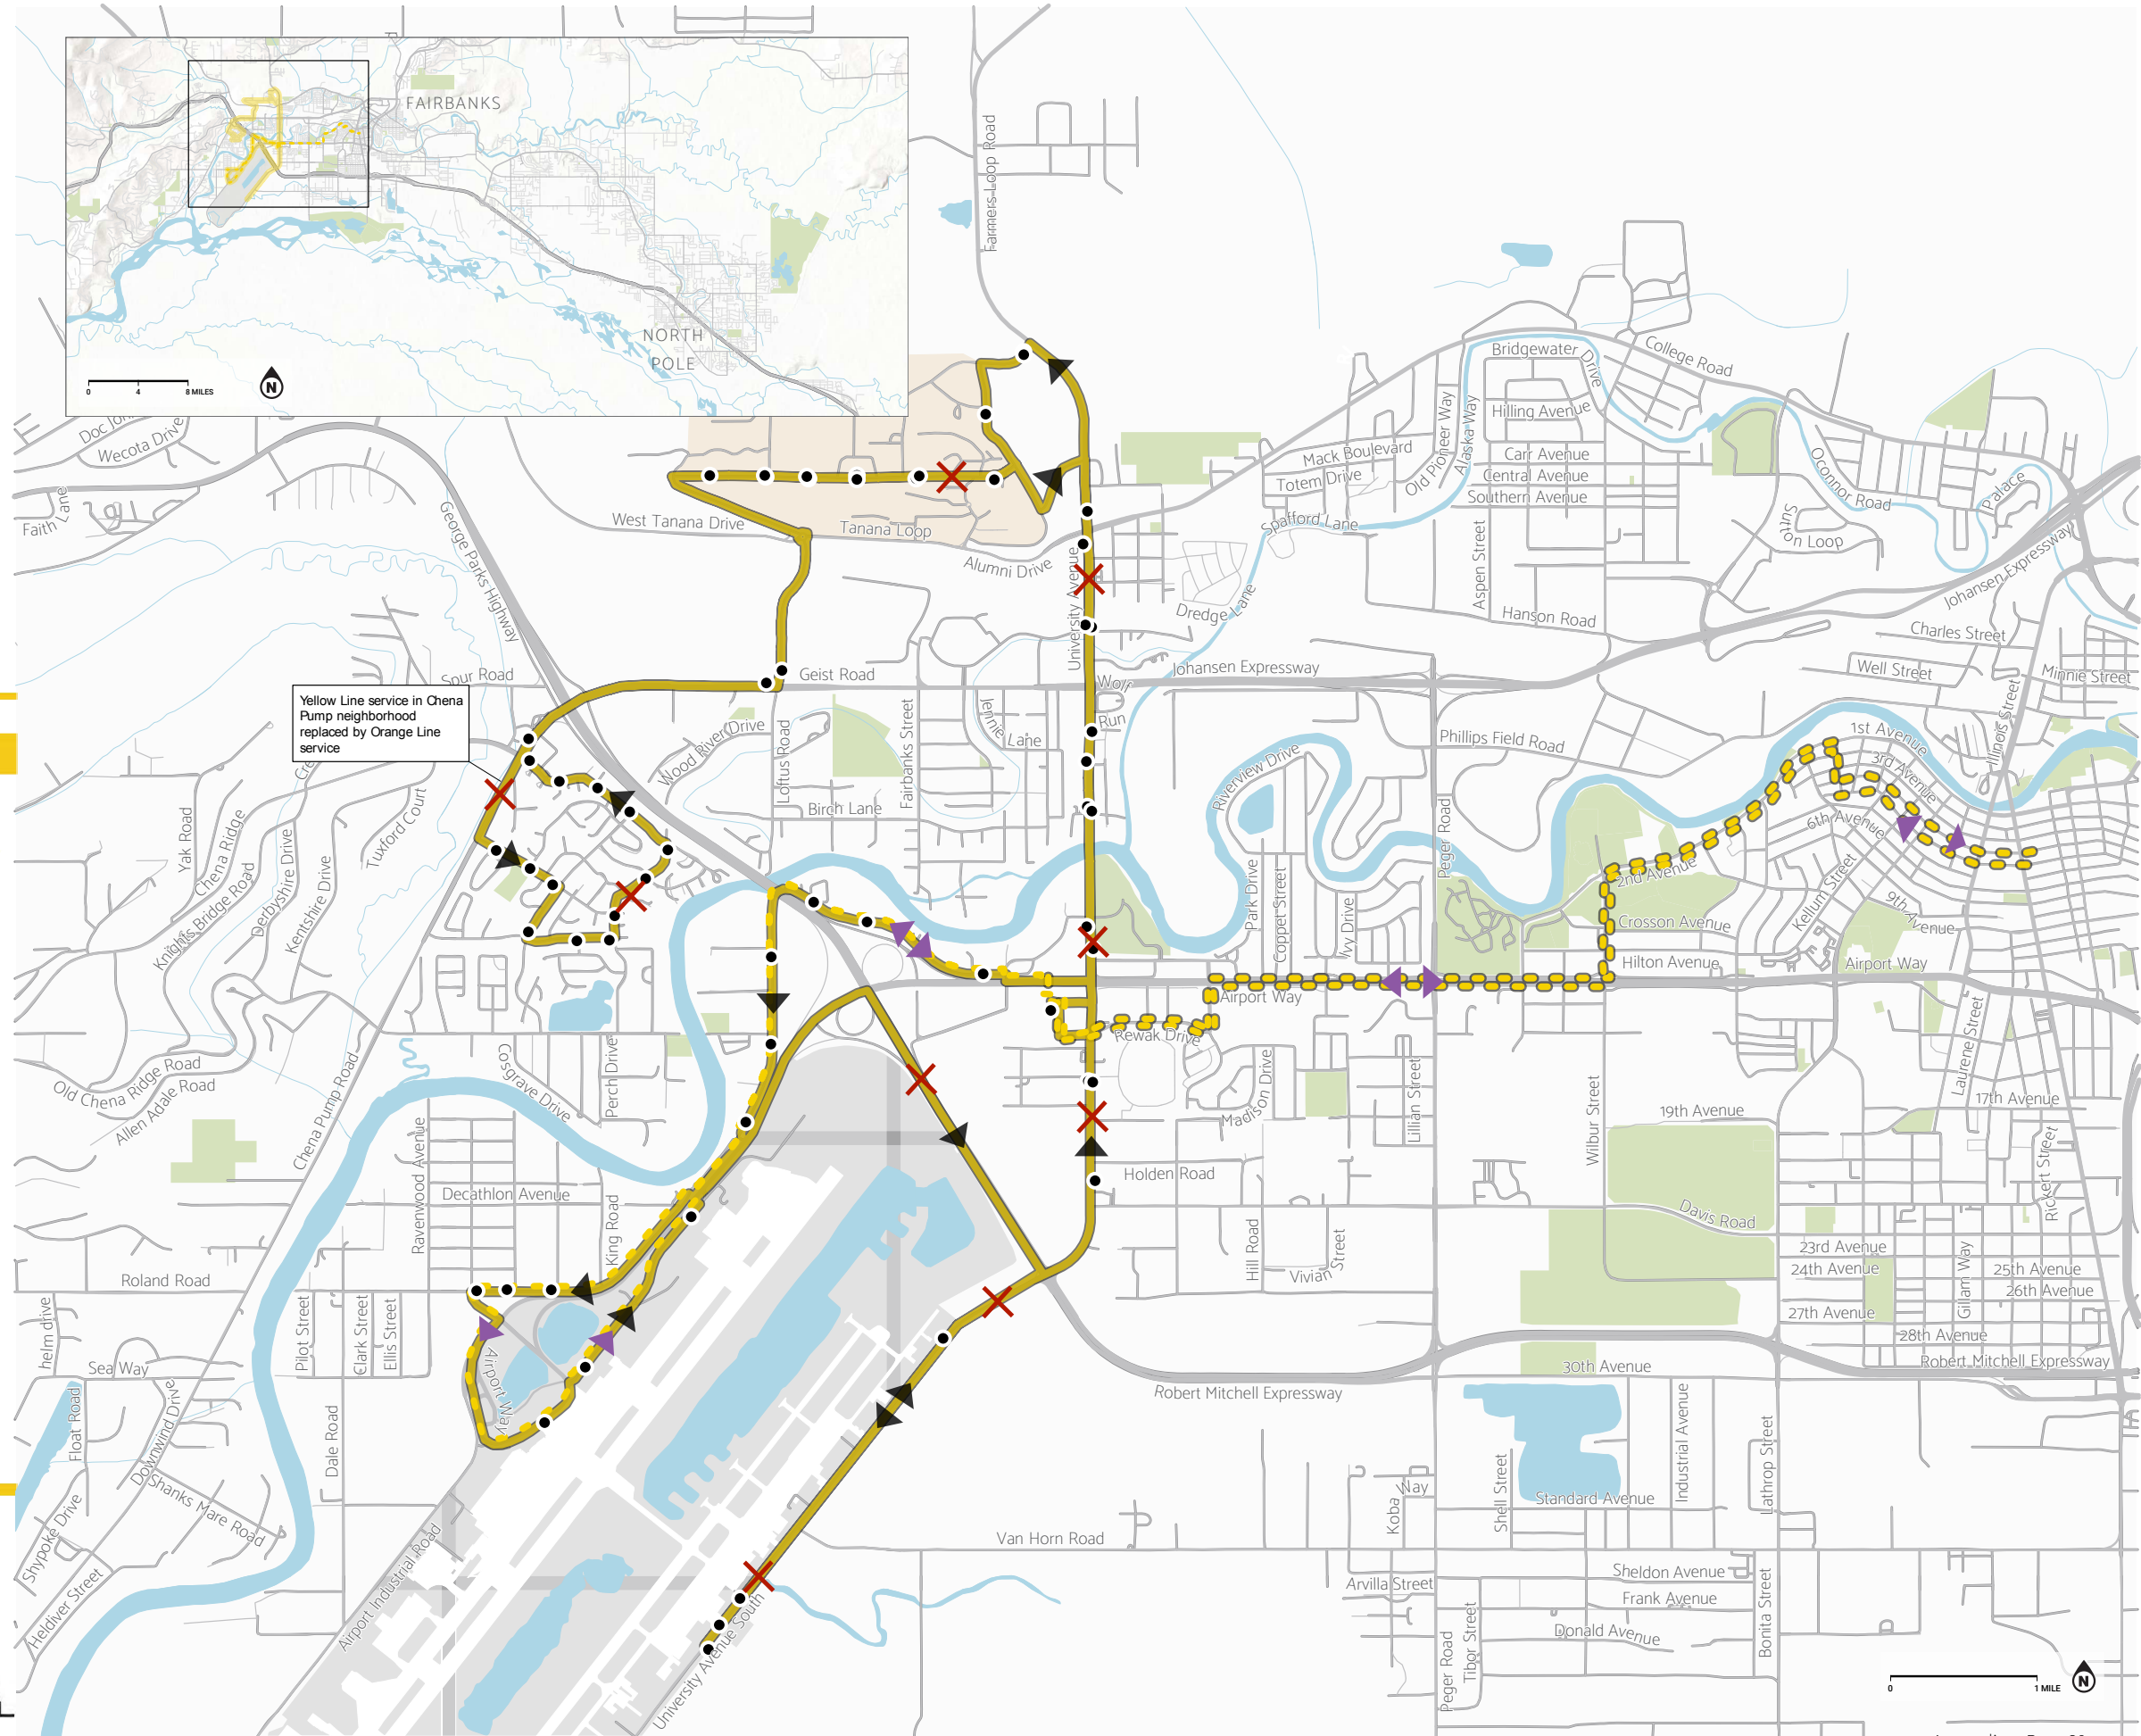 FAIRBANKS
NORTH
POLE
0 4 8 MILES
N
Farmers Loop Road
Wecota Drive
Faith Lane
George Parks Highway
West Tanana Drive
Tanana Loop
Alumni Drive
University Avenue
Spur Road
Geist Road
Yellow Line service in Chena
Pump neighborhood
replaced by Orange Line
service
Bridgewater Drive
College Road
Hilling Avenue
Old Pioneer Way
Alaska Way
Mack Boulevard
Totem Drive
Carr Avenue
Central Avenue
Southern Avenue
Spafford Lane
Aspen Street
Hanson Road
Dredge Lane
Oconnor Road
Sutton Loop
Palace
Johansen Expressway
Charles Street
Well Street
Minnie Street
Johansen Expressway
Wolf
Run
Jennie Lane
Fairbanks Street
Loftus Road
Wood River Drive
Birch Lane
Riverview Drive
Phillips Field Road
Peger Road
1st Avenue
3rd Avenue
Illinois Street
6th Avenue
2nd Avenue
Kellum Street
9th Avenue
Crosson Avenue
Hilton Avenue
Airport Way
Park Drive
Coppet Street
Ivy Drive
Airport Way
Rewak Drive
Yak Road
Chena Ridge
Knights Bridge Road
Derbyshire Drive
Kentshire Drive
Tuxford Court
Old Chena Ridge Road
Allen Adale Road
Chena Pump Road
Cosgrave Drive
Perch Drive
Madison Drive
Lillian Street
Wilbur Street
19th Avenue
Laurene Street
17th Avenue
Rickert Street
Holden Road
Hill Road
Vivian Street
Davis Road
23rd Avenue
24th Avenue
25th Avenue
26th Avenue
27th Avenue
28th Avenue
Gillam Way
Ravenwood Avenue
Decathlon Avenue
King Road
Roland Road
helm drive
Pilot Street
Clark Street
Ellis Street
Sea Way
Airport Way
Float Road
Downwind Drive
Dale Road
Shanks Mare Road
Shypoke Drive
Heldiver Street
Airport Industrial Road
University Avenue South
Robert Mitchell Expressway
30th Avenue
Robert Mitchell Expressway
Van Horn Road
Koba
Way
Shell Street
Industrial Avenue
Lathrop Street
Standard Avenue
Arvilla Street
Sheldon Avenue
Frank Avenue
Donald Avenue
Tibor Street
Peger Road
Bonita Street
0 1 MILE
N